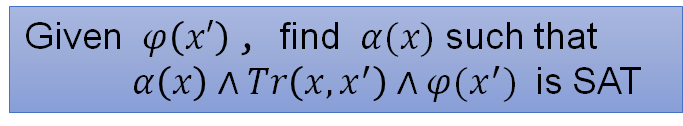 Given φ(x′) , find α(x) such that
α(x) ∧ Tr(x, x′) ∧ φ(x′) is SAT